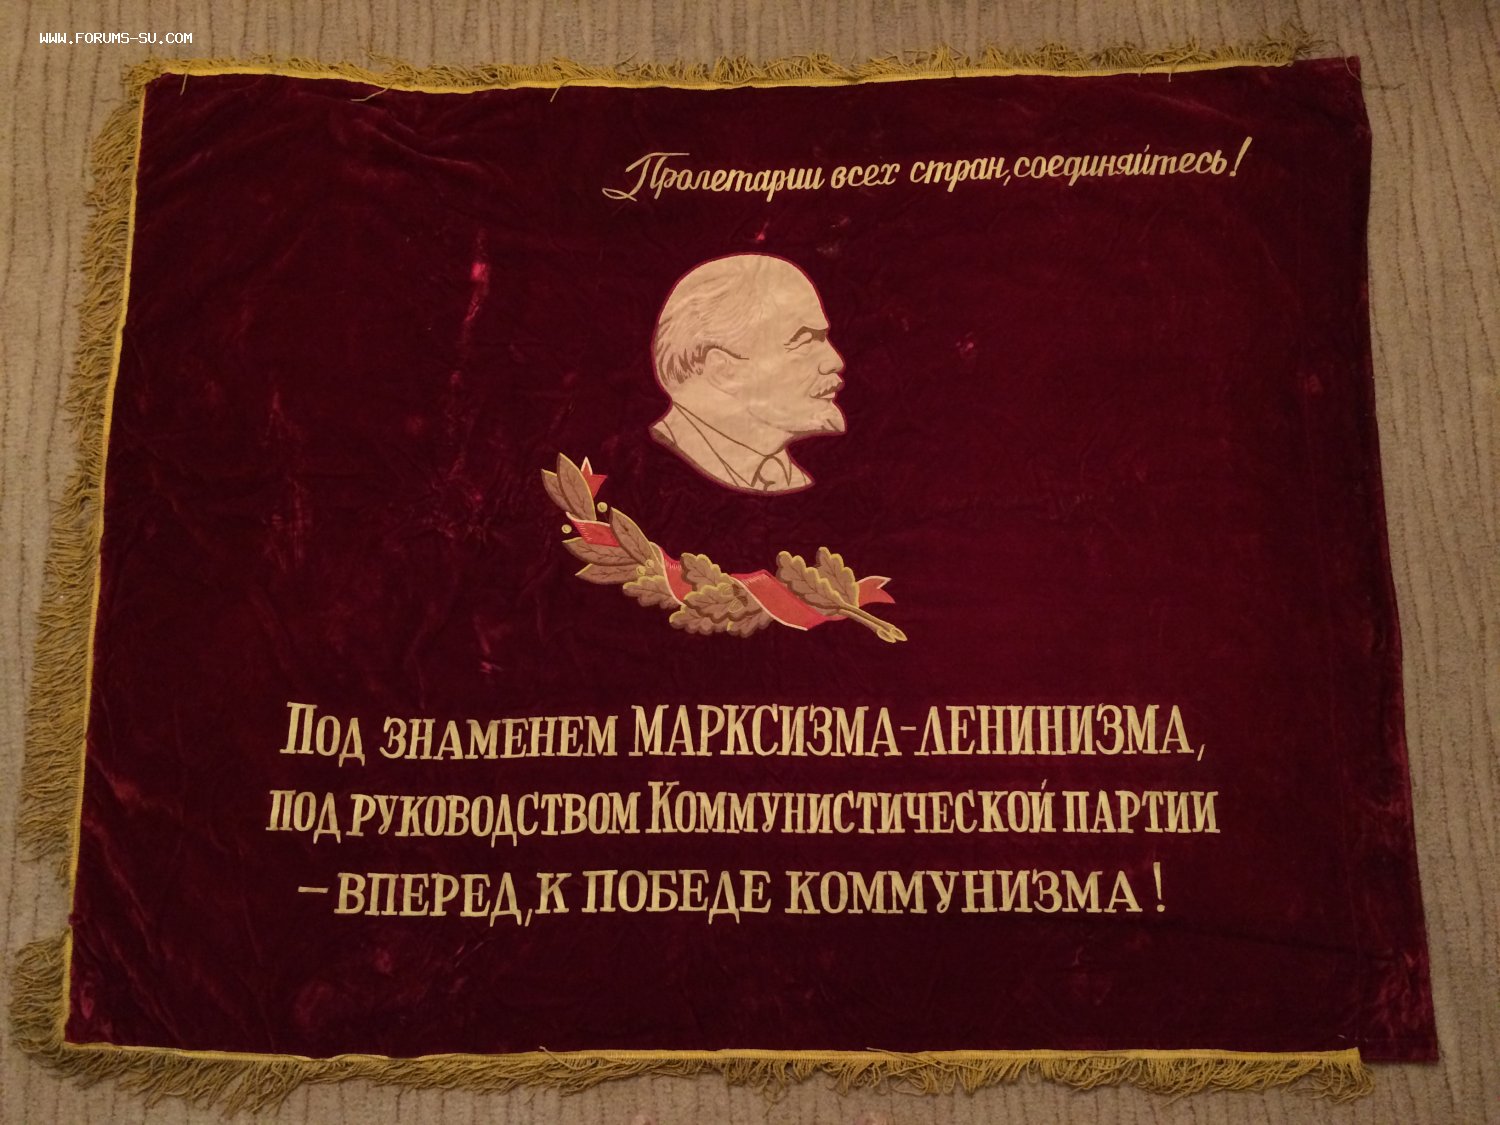 WWW.FORUMS-SU.COM
Пролетарии всех стран, соединяйтесь!
Под знаменем МАРКСИЗМА-ЛЕНИНИЗМА,
под руководством Коммунистической партии
– вперед, к победе коммунизма!